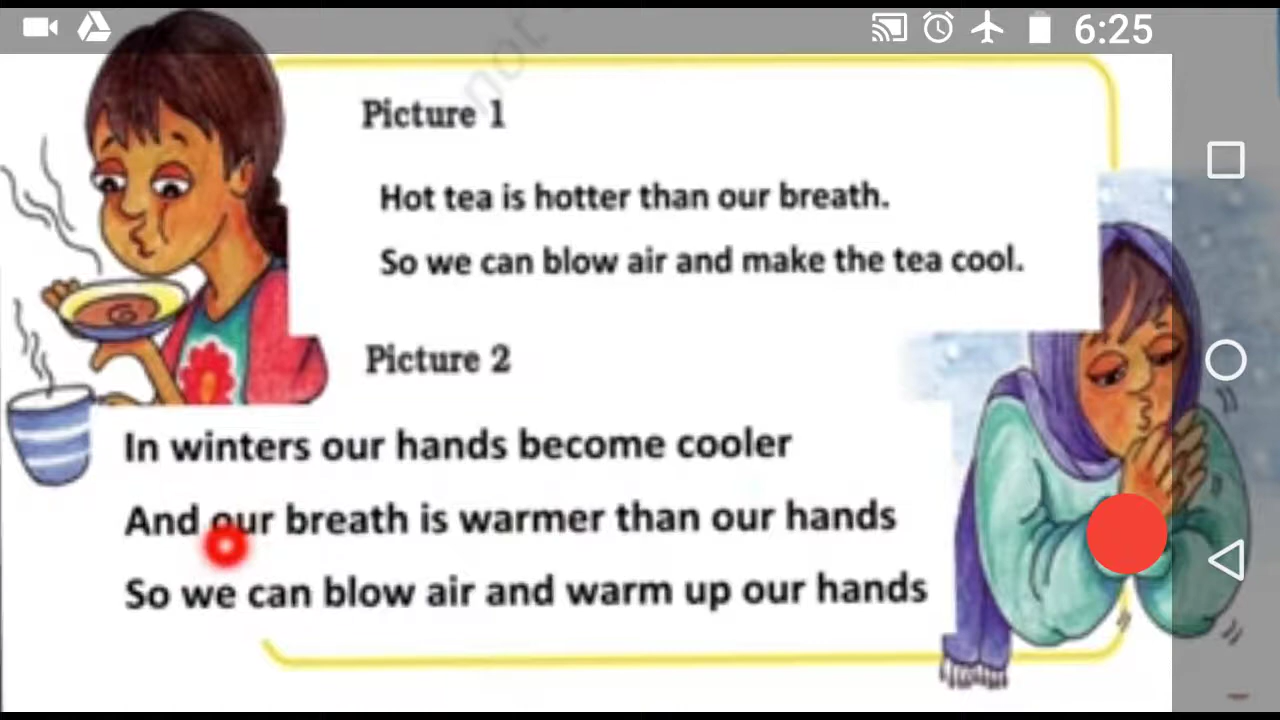 6:25
not
Picture 1
Hot tea is hotter than our breath.
So we can blow air and make the tea cool.
Picture 2
In winters our hands become cooler
And our breath is warmer than our hands
So we can blow air and warm up our hands